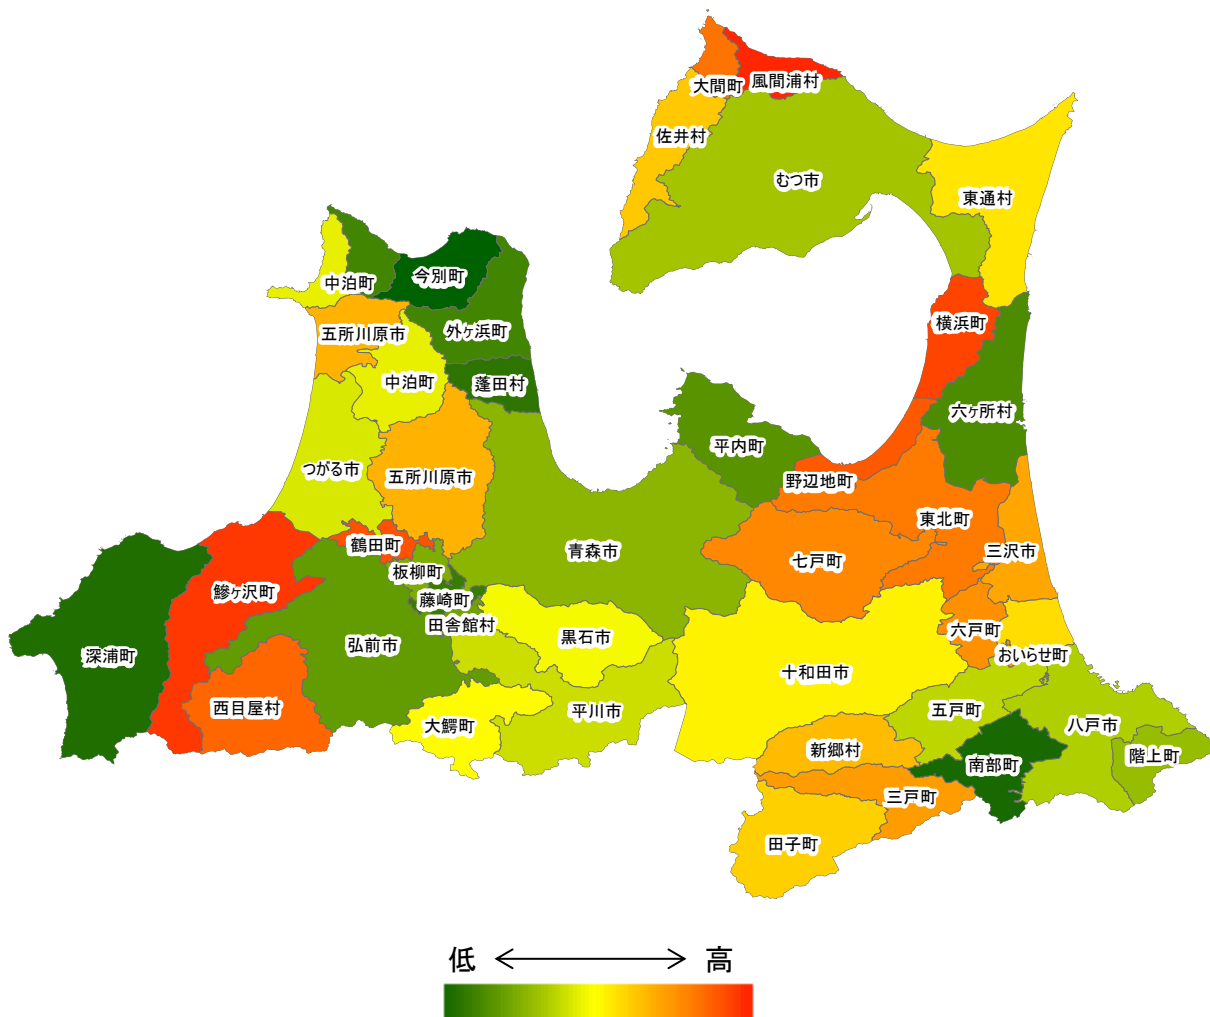 大間町
風間浦村
佐井村
むつ市
東通村
中泊町
今別町
横浜町
五所川原市
外ヶ浜町
中泊町
蓬田村
六ヶ所村
平内町
つがる市
五所川原市
野辺地町
東北町
鶴田町
青森市
三沢市
七戸町
板柳町
鰺ヶ沢町
藤崎町
田舎館村
六戸町
黒石市
弘前市
深浦町
おいらせ町
十和田市
西目屋村
平川市
五戸町
大鰐町
八戸市
新郷村
階上町
南部町
三戸町
田子町
低 高